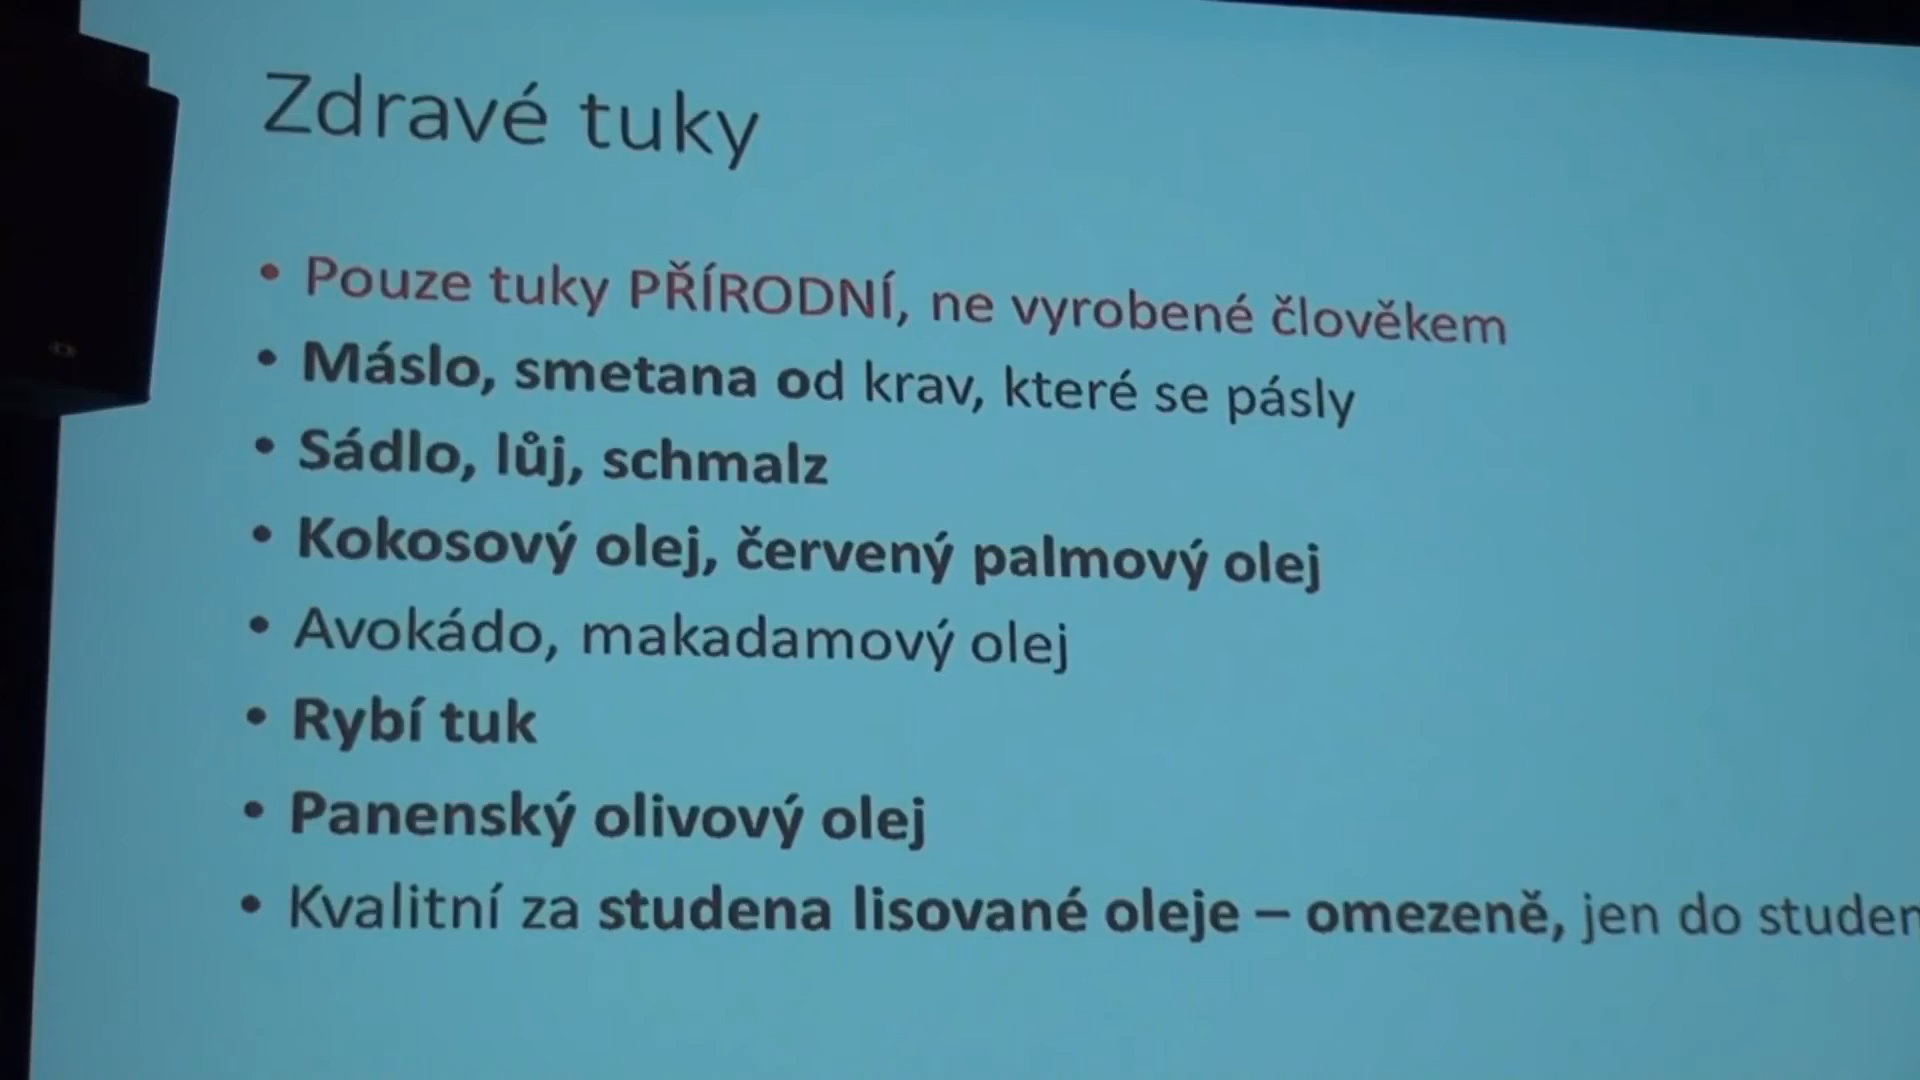 Zdravé tuky
• Pouze tuky PŘÍRODNÍ, ne vyrobené člověkem
• Máslo, smetana od krav, které se pásly
• Sádlo, lůj, schmalz
• Kokosový olej, červený palmový olej
• Avokádo, makadamový olej
• Rybí tuk
• Panenský olivový olej
• Kvalitní za studena lisované oleje – omezeně, jen do